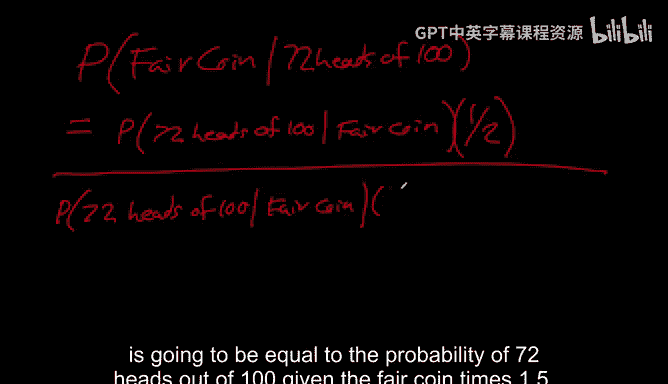 GPT中英字幕课程资源 bilibili
P(Fair Coin | 72 heads of 100)
= P(72 heads of 100 | Fair coin)(1/2)
P(72 heads of 100 | Fair Coin)(
is going to be equal to the probability of 72
heads out of 100 given the fair coin times 1.5